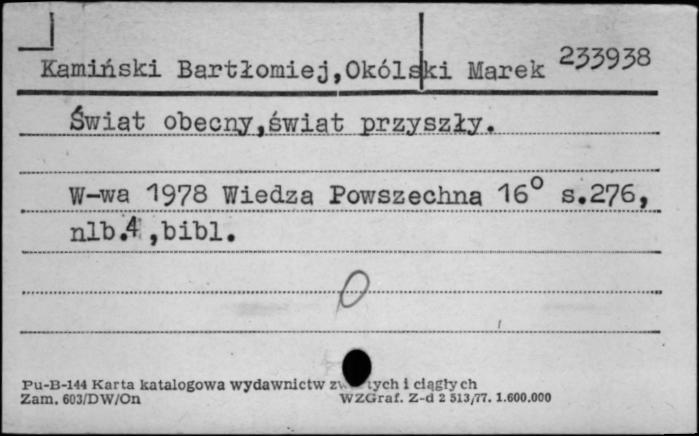 Kamiński Bartłomiej,Okólski Marek 233938
Świat obecny,świat przyszły.
W-wa 1978 Wiedza Powszechna 16° s.276,
nlb.4 ,bibl.
0
Pu-B-144 Karta katalogowa wydawnictw i ciągłych
Zam. 603/DW/On WZGraf. Z-d 2 513/77. 1.600.000